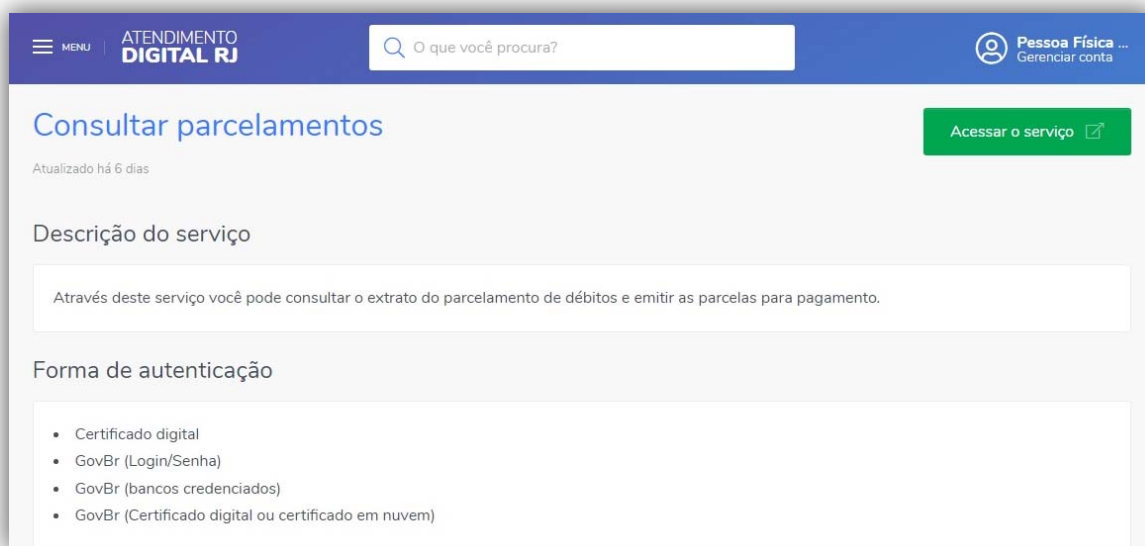 MENU
ATENDIMENTO
DIGITAL RJ
O que você procura?
Pessoa Física ...
Gerenciar conta
Consultar parcelamentos
Acessar o serviço
Atualizado há 6 dias
Descrição do serviço
Através deste serviço você pode consultar o extrato do parcelamento de débitos e emitir as parcelas para pagamento.
Forma de autenticação
• Certificado digital
• GovBr (Login/Senha)
• GovBr (bancos credenciados)
• GovBr (Certificado digital ou certificado em nuvem)